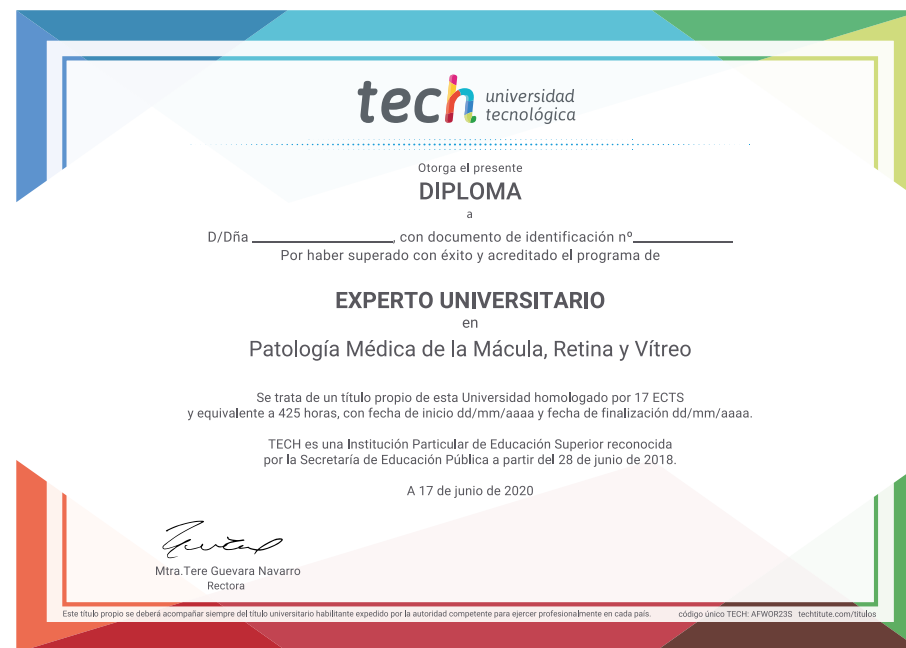 tech universidad
tecnológica
Otorga el presente
DIPLOMA
a
D/Dña , con documento de identificación nº
Por haber superado con éxito y acreditado el programa de
EXPERTO UNIVERSITARIO
en
Patología Médica de la Mácula, Retina y Vítreo
Se trata de un título propio de esta Universidad homologado por 17 ECTS
y equivalente a 425 horas, con fecha de inicio dd/mm/aaaa y fecha de finalización dd/mm/aaaa.
TECH es una Institución Particular de Educación Superior reconocida
por la Secretaría de Educación Pública a partir del 28 de junio de 2018.
A 17 de junio de 2020
Mtra.Tere Guevara Navarro
Rectora
Este título propio se deberá acompañar siempre del título universitario habilitante expedido por la autoridad competente para ejercer profesionalmente en cada país. código único TECH: AFWOR23S techtitute.com/titulos